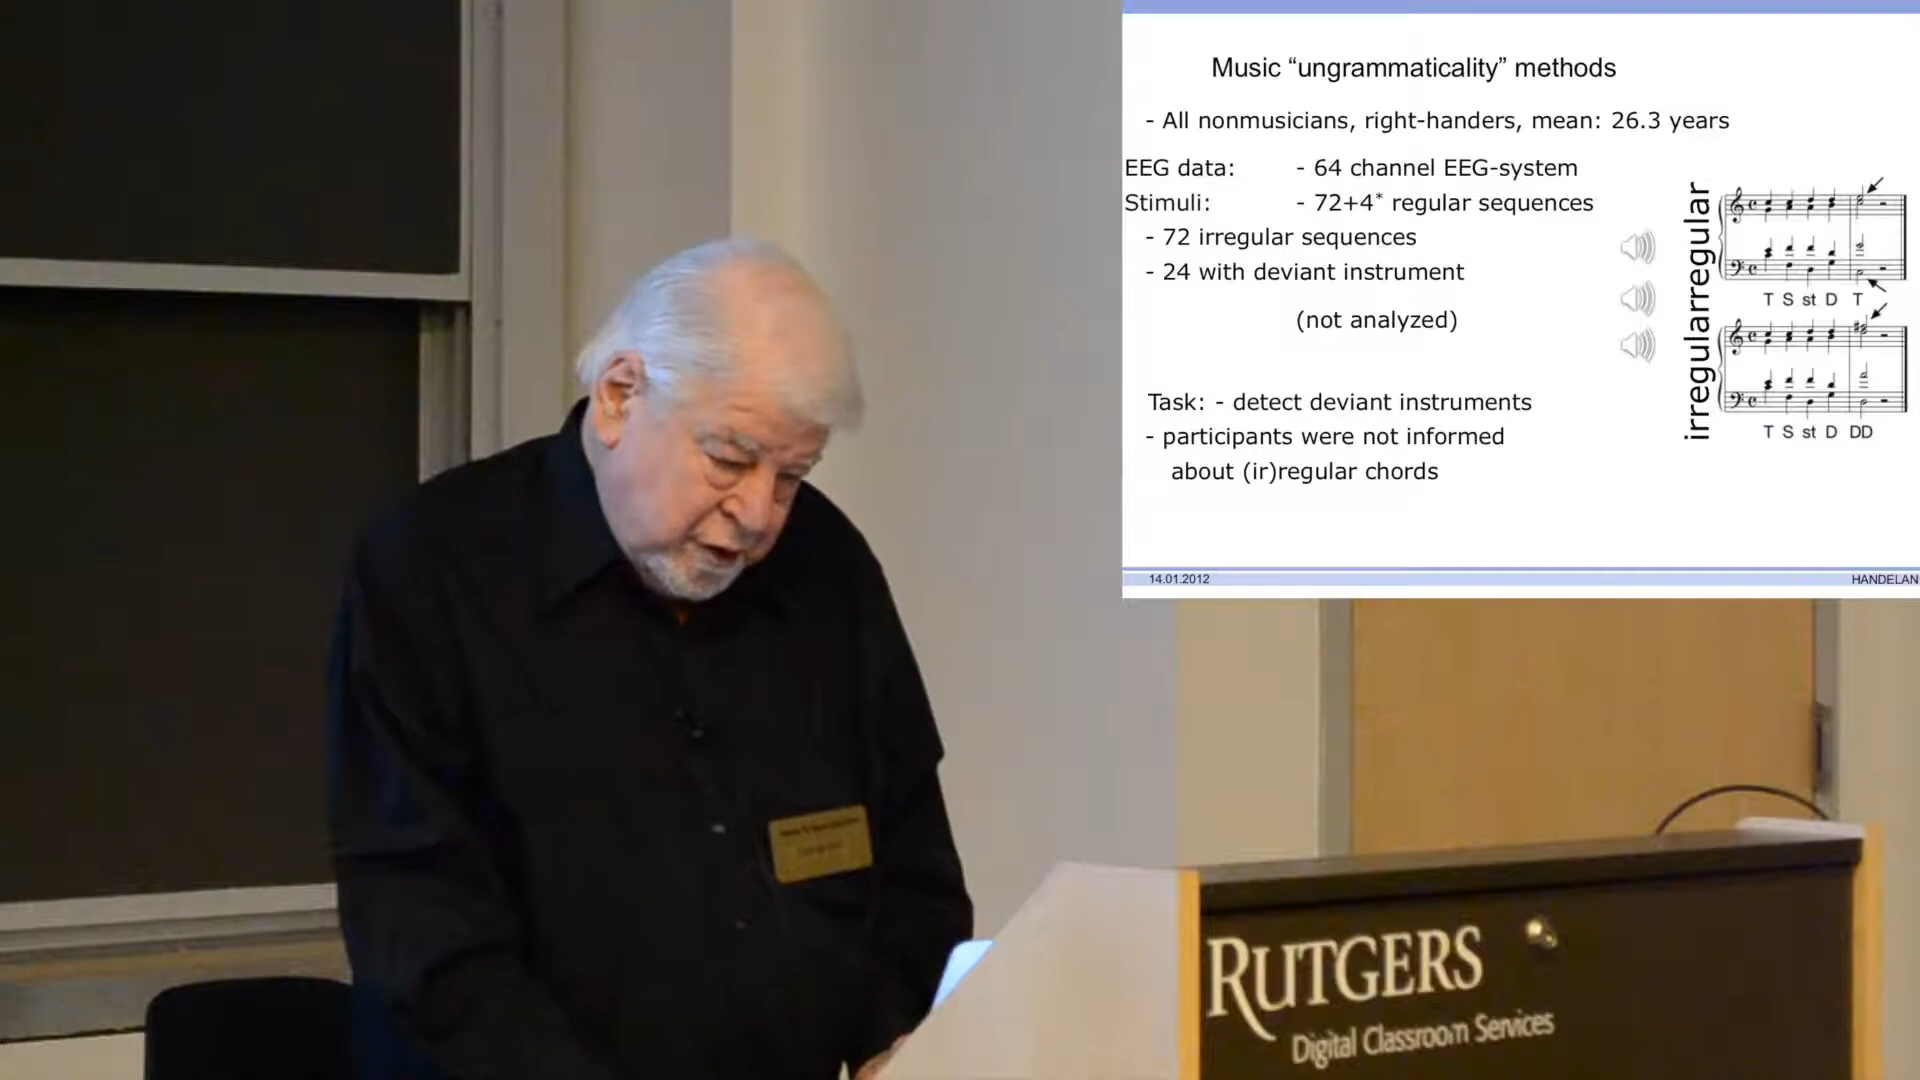 Music “ungrammaticality” methods
- All nonmusicians, right-handers, mean: 26.3 years
EEG data: - 64 channel EEG-system
Stimuli: - 72+4* regular sequences
- 72 irregular sequences
- 24 with deviant instrument
(not analyzed)
Task: - detect deviant instruments
- participants were not informed
about (ir)regular chords
irregularregular
T S st D T
T S st D DD
14.01.2012
HANDELAN
RUTGERS
Digital Classroom Services